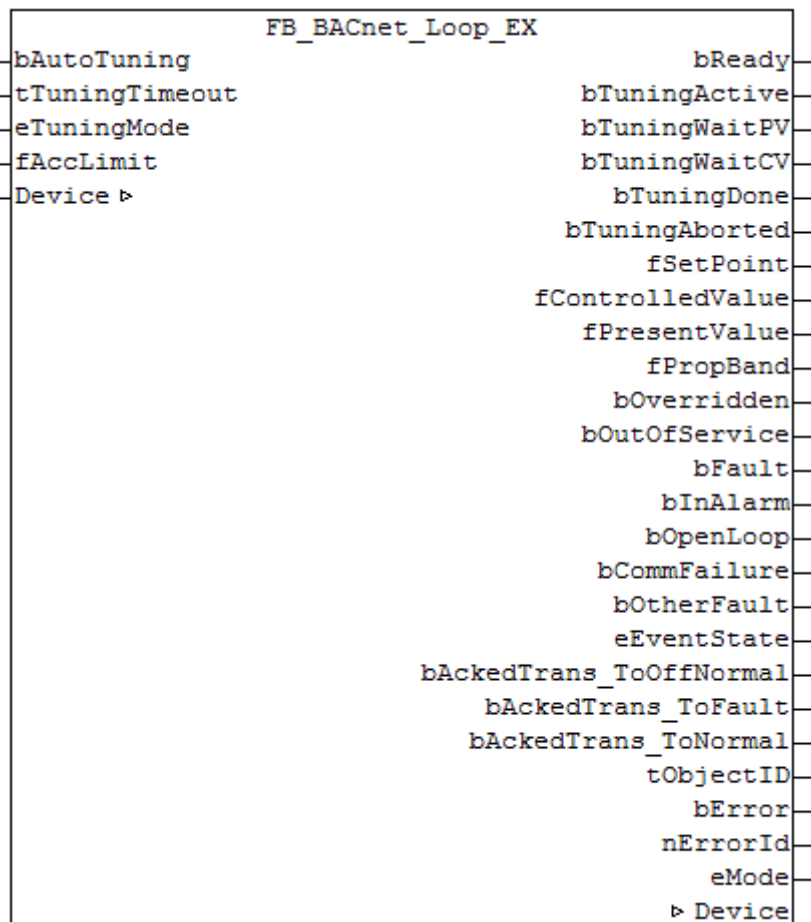 FB_BACnet_Loop_EX
bAutoTuning bReady
tTuningTimeout bTuningActive
eTuningMode bTuningWaitPV
fAccLimit bTuningWaitCV
Device ▷ bTuningDone
bTuningAborted
fSetPoint
fControlledValue
fPresentValue
fPropBand
bOverridden
bOutOfService
bFault
bInAlarm
bOpenLoop
bCommFailure
bOtherFault
eEventState
bAckedTrans_ToOffNormal
bAckedTrans_ToFault
bAckedTrans_ToNormal
tObjectID
bError
nErrorId
eMode
▷ Device